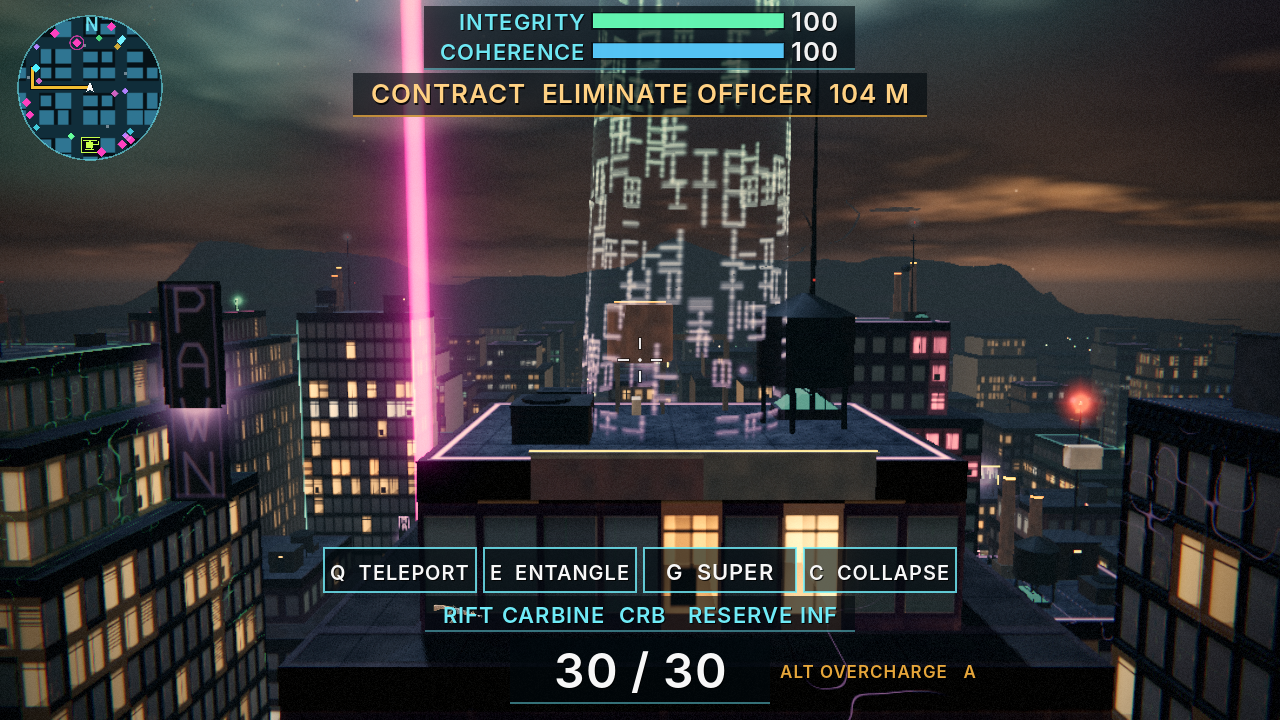 N
INTEGRITY 100
COHERENCE 100
CONTRACT ELIMINATE OFFICER 104 M
PAWN
Q TELEPORT
E ENTANGLE
G SUPER
C COLLAPSE
RIFT CARBINE CRB RESERVE INF
30 / 30
ALT OVERCHARGE A